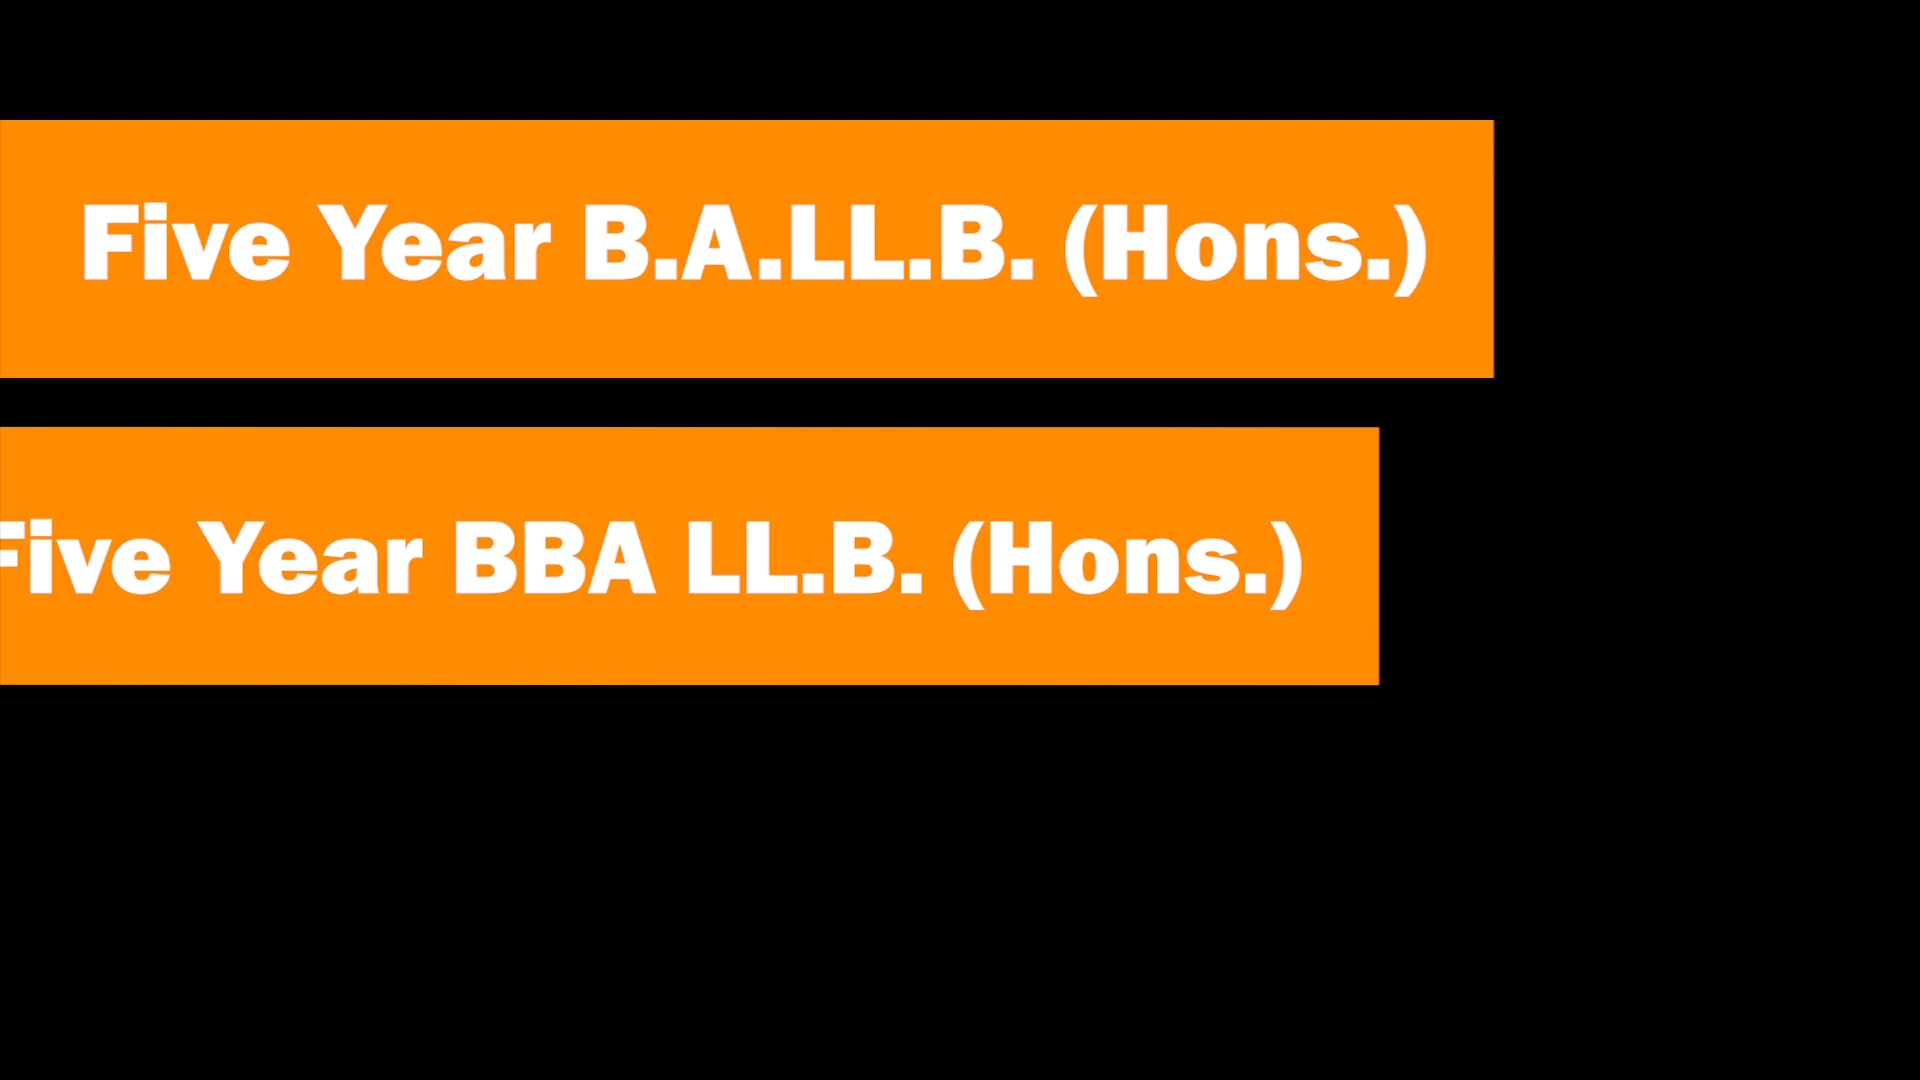 Five Year B.A.LL.B. (Hons.)
Five Year BBA LL.B. (Hons.)